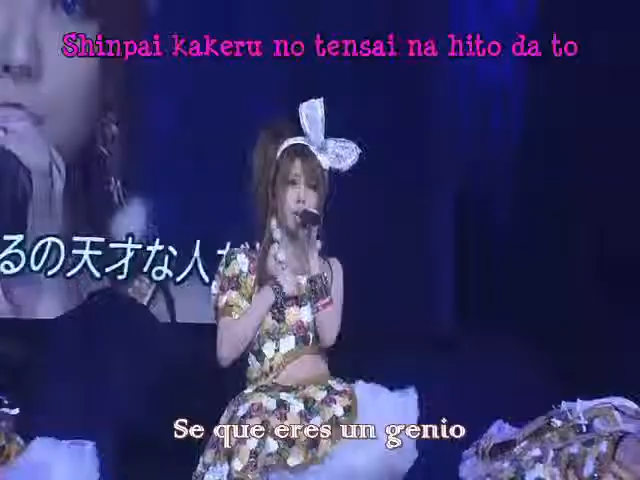 Shinpai kakeru no tensai na hito da to
るの天才な人だ
Se que eres un genio